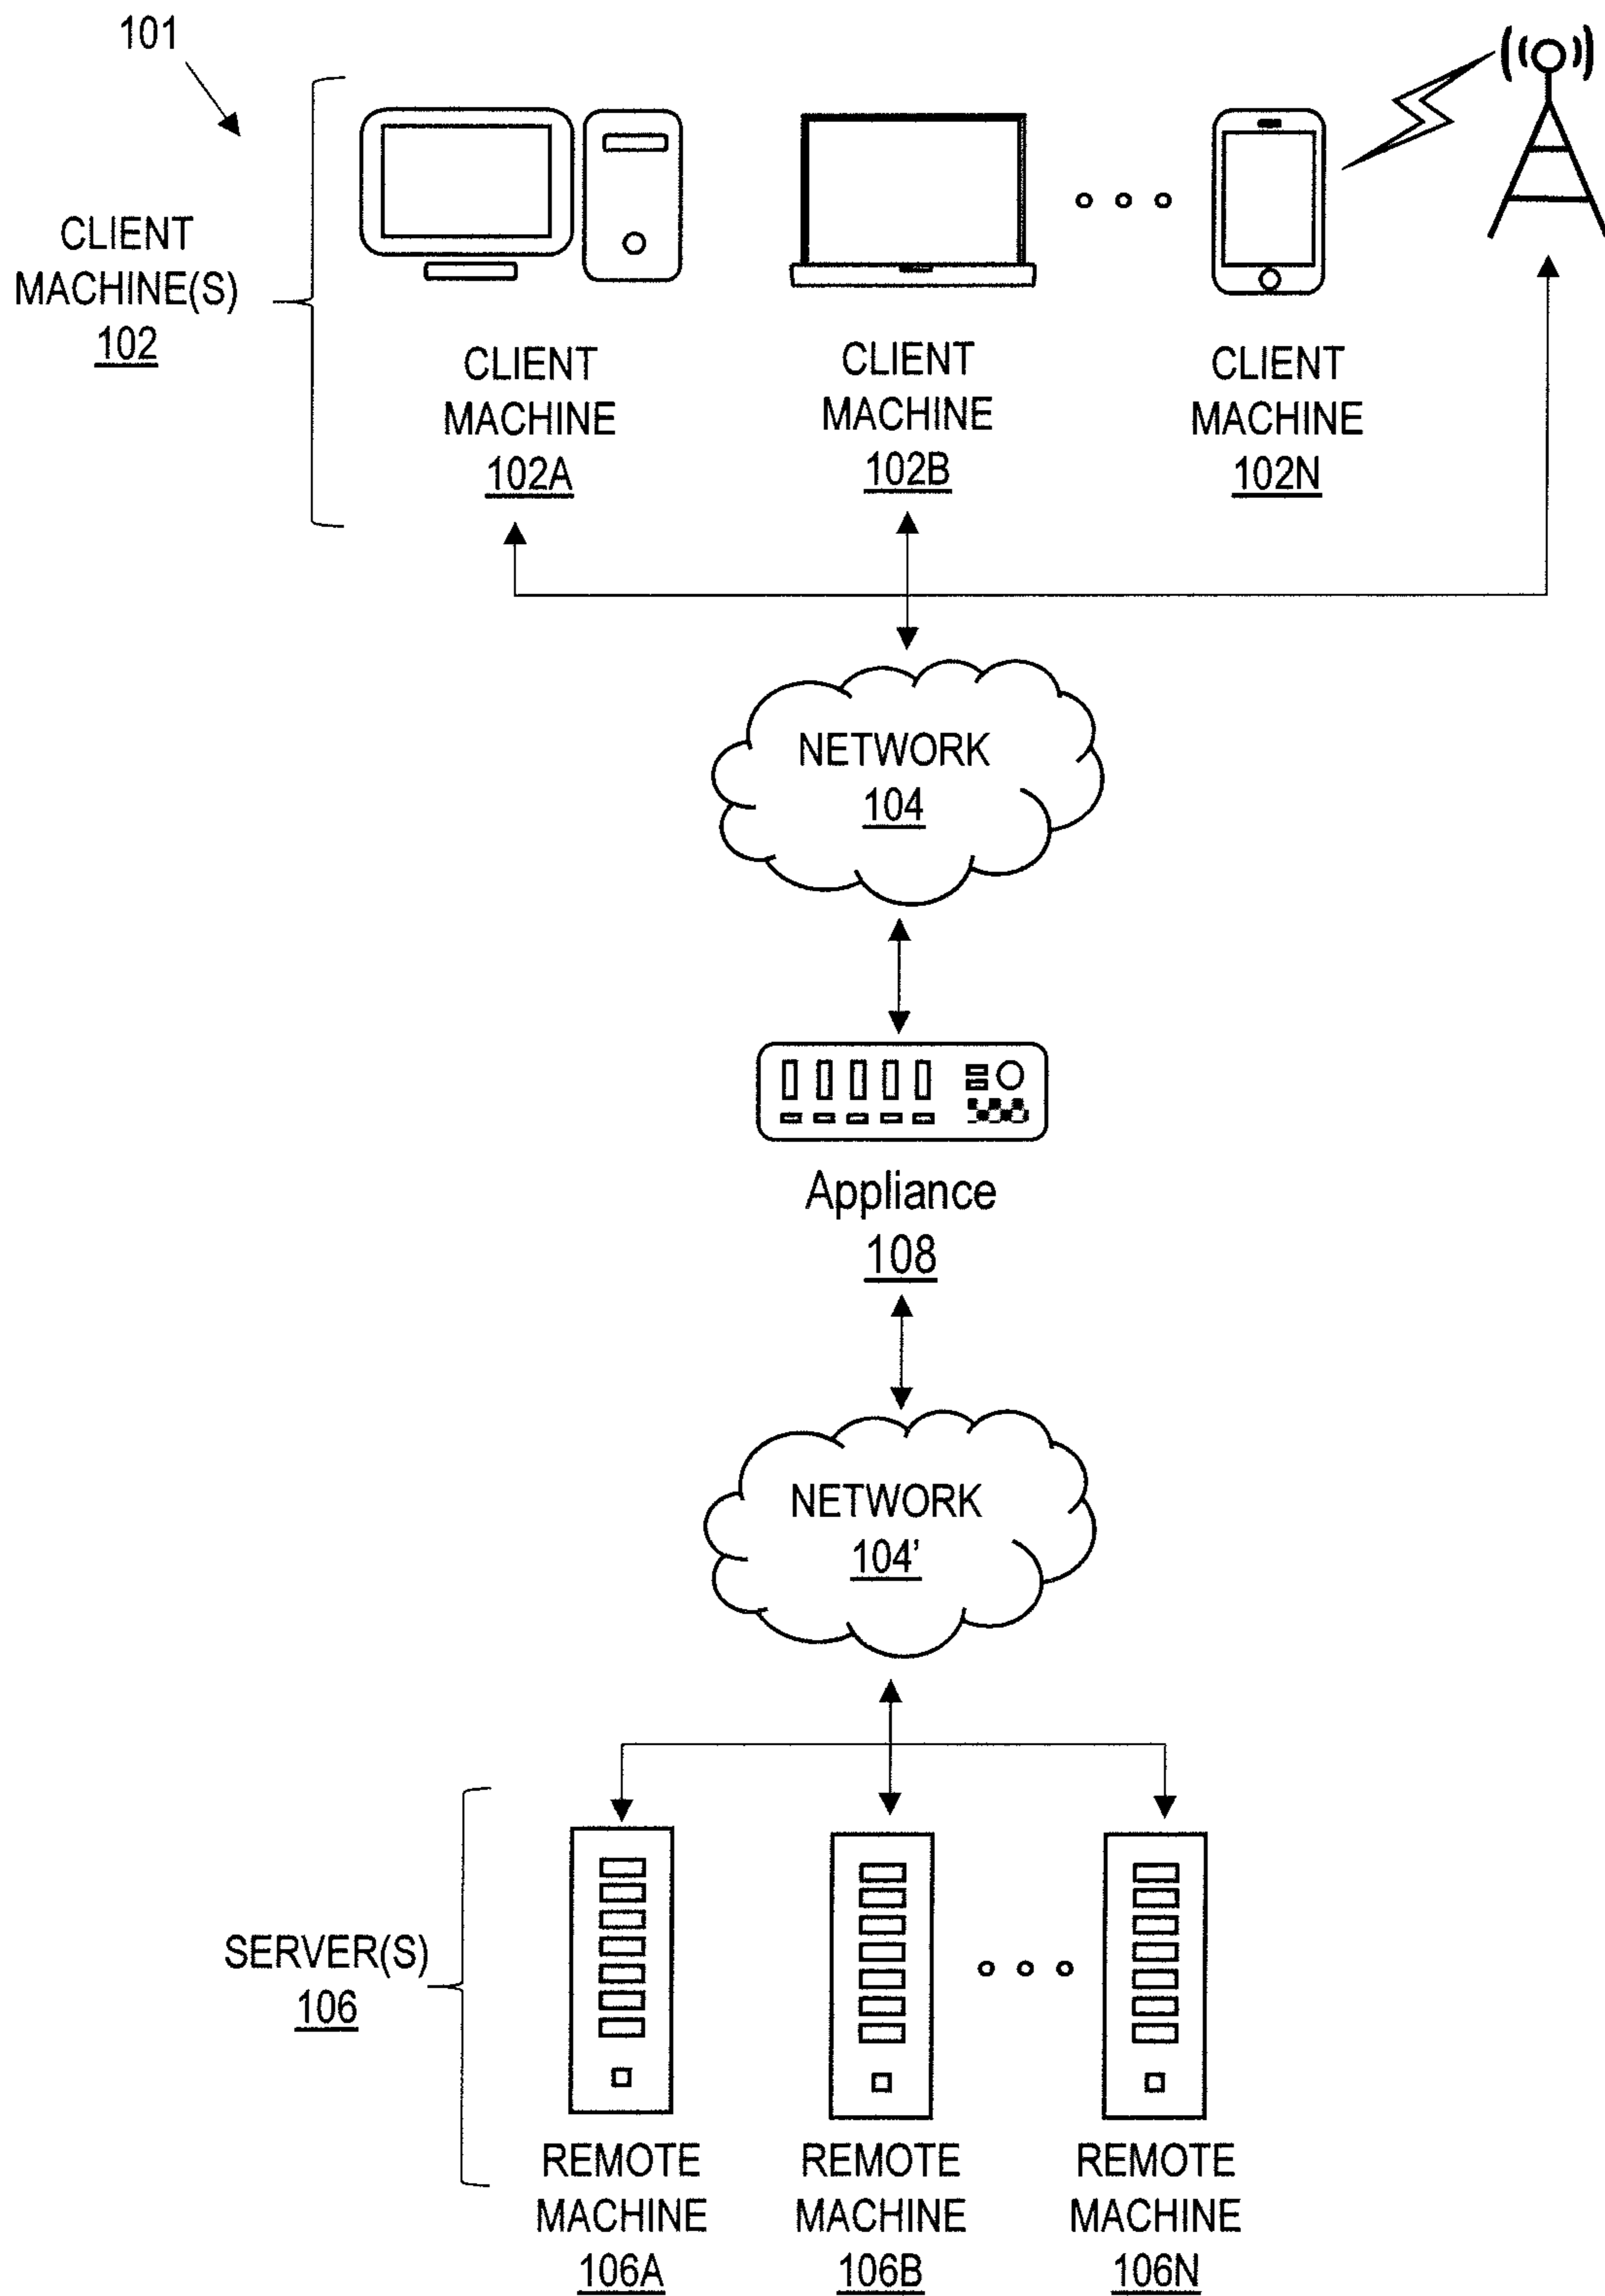 101
CLIENT
MACHINE(S)
102
CLIENT
MACHINE
102A
CLIENT
MACHINE
102B
CLIENT
MACHINE
102N
NETWORK
104
Appliance
108
NETWORK
104'
SERVER(S)
106
REMOTE
MACHINE
106A
REMOTE
MACHINE
106B
REMOTE
MACHINE
106N